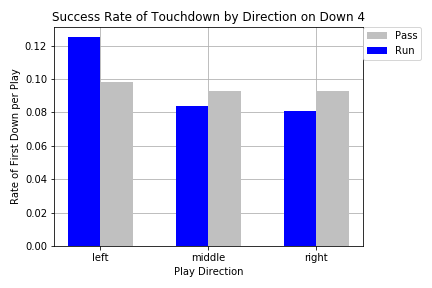 Success Rate of Touchdown by Direction on Down 4
Pass
Run
Rate of First Down per Play
0.12
0.10
0.08
0.06
0.04
0.02
0.00
left middle right
Play Direction